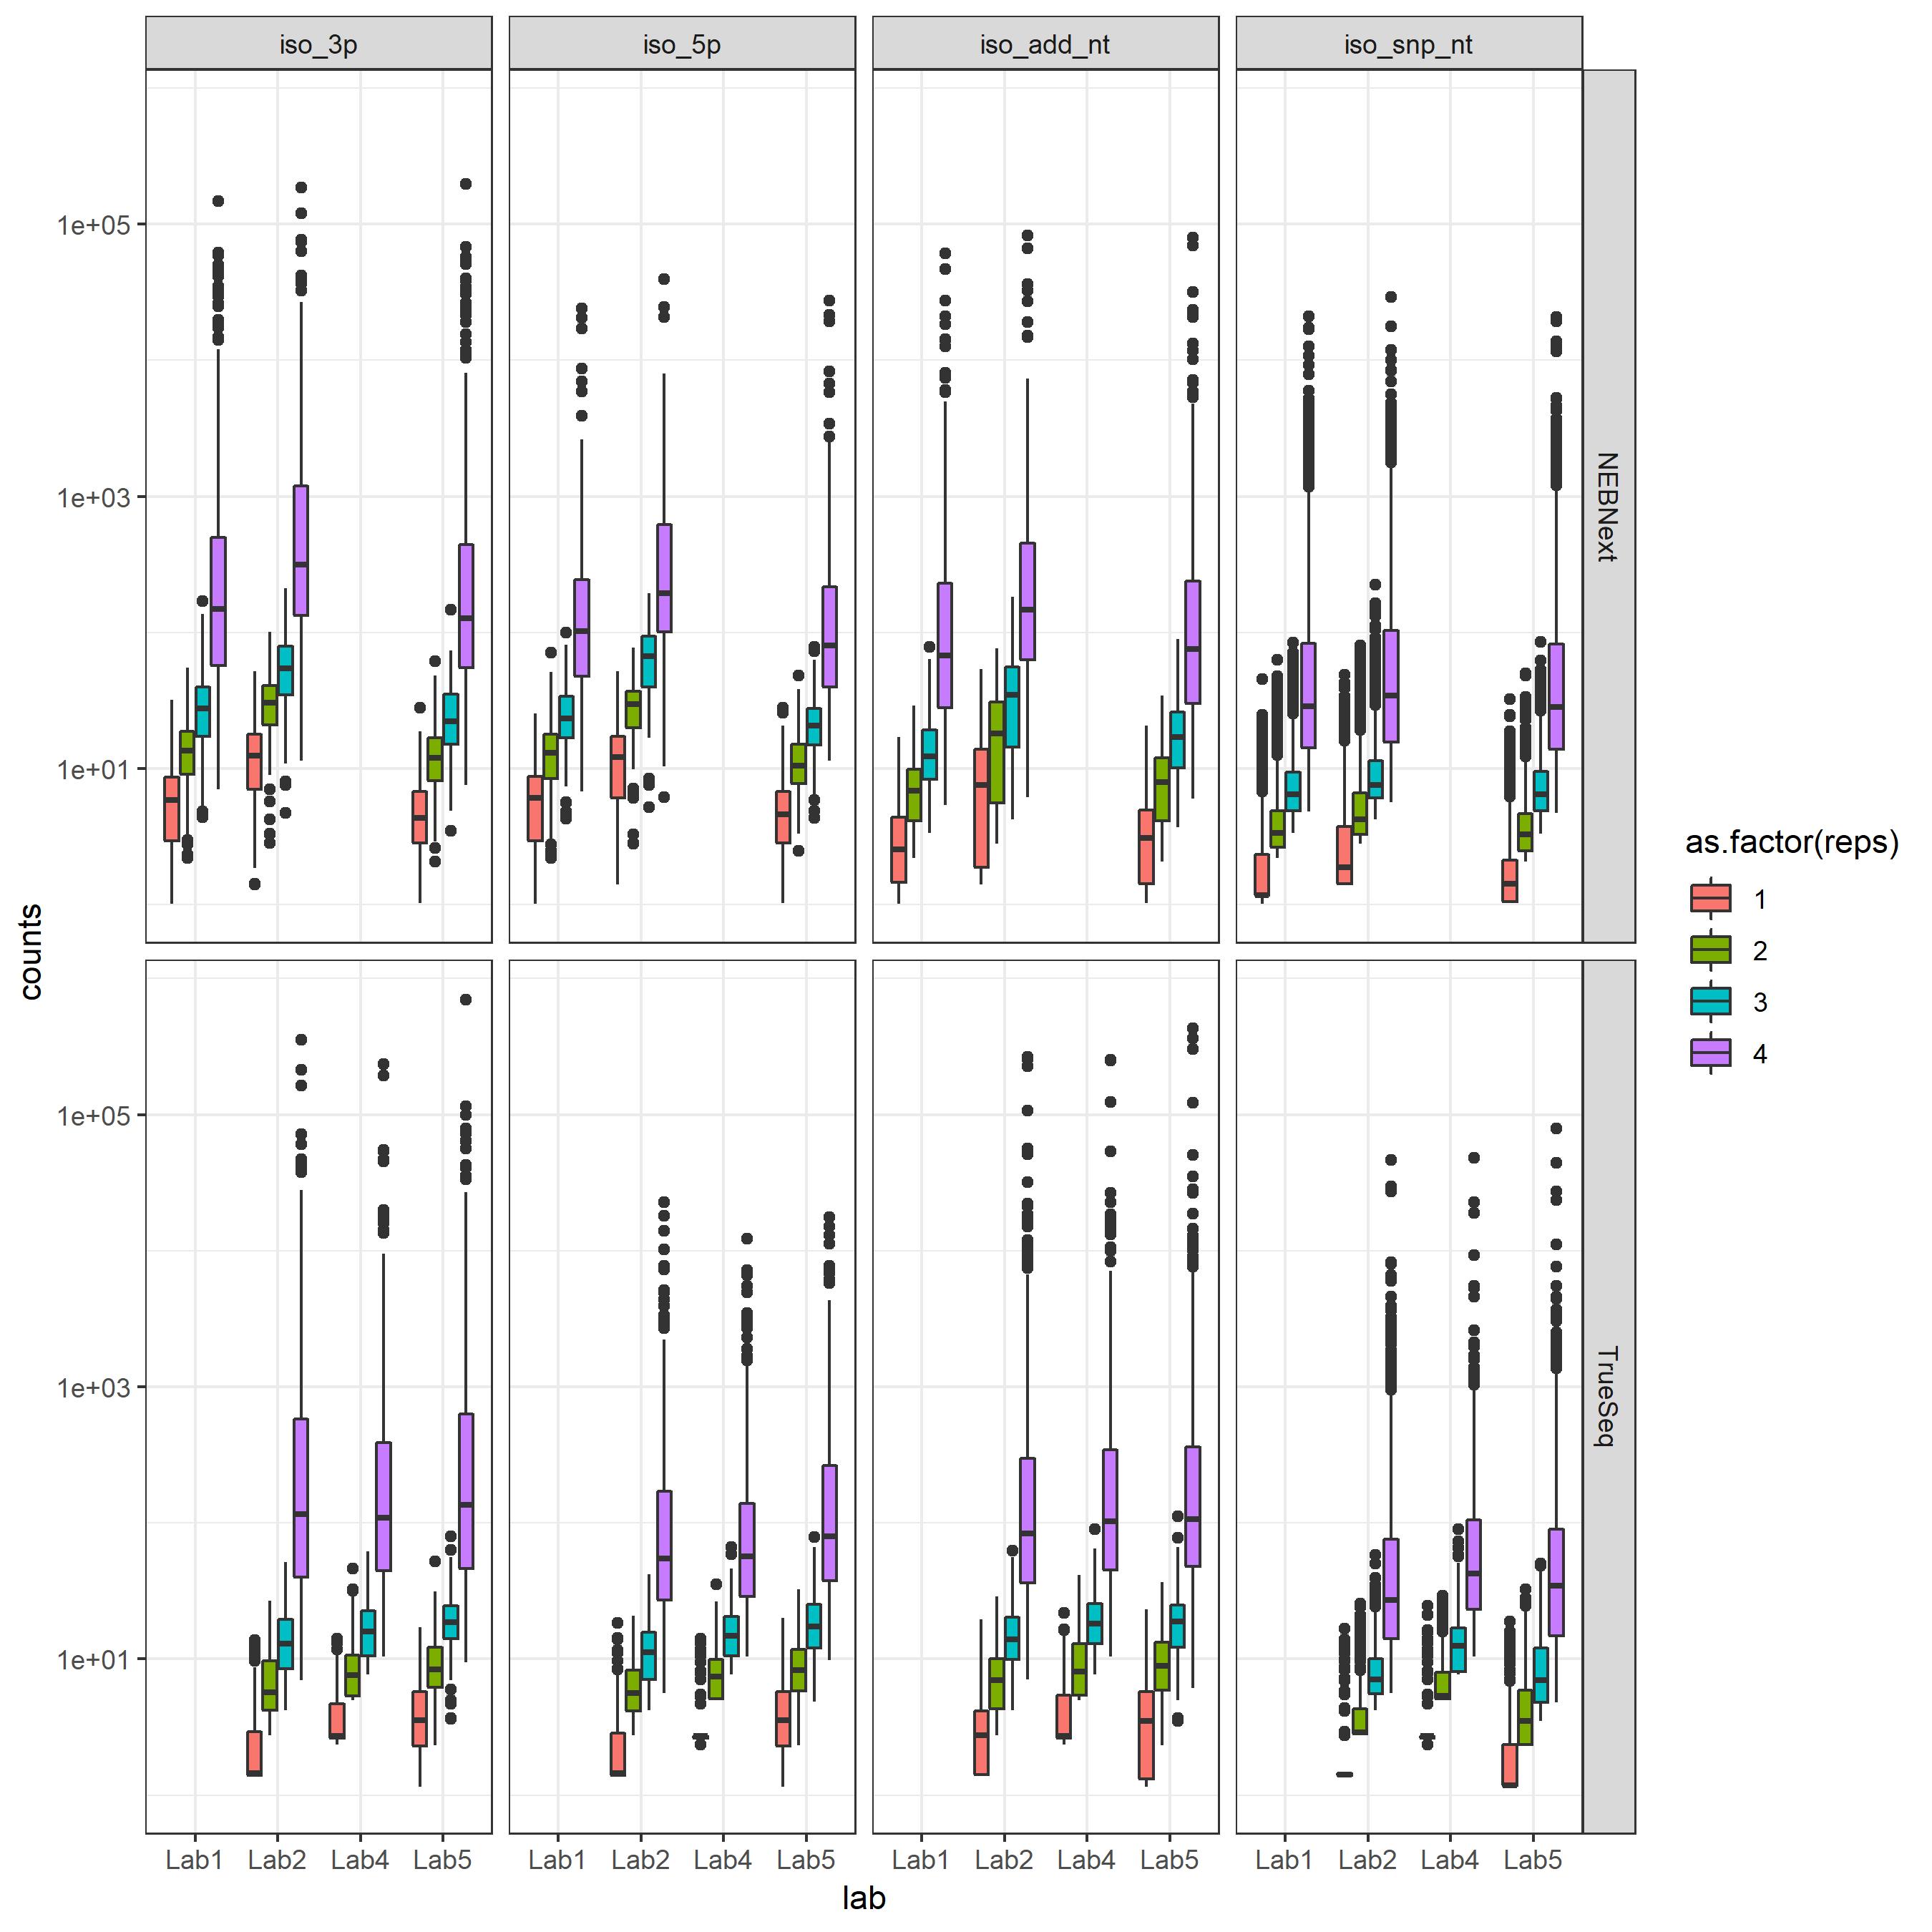 iso_3p iso_5p iso_add_nt iso_snp_nt
1e+05
1e+03
1e+01
NEBNext
counts
1e+05
1e+03
1e+01
TrueSeq
Lab1 Lab2 Lab4 Lab5 Lab1 Lab2 Lab4 Lab5 Lab1 Lab2 Lab4 Lab5 Lab1 Lab2 Lab4 Lab5
lab
as.factor(reps)
1
2
3
4